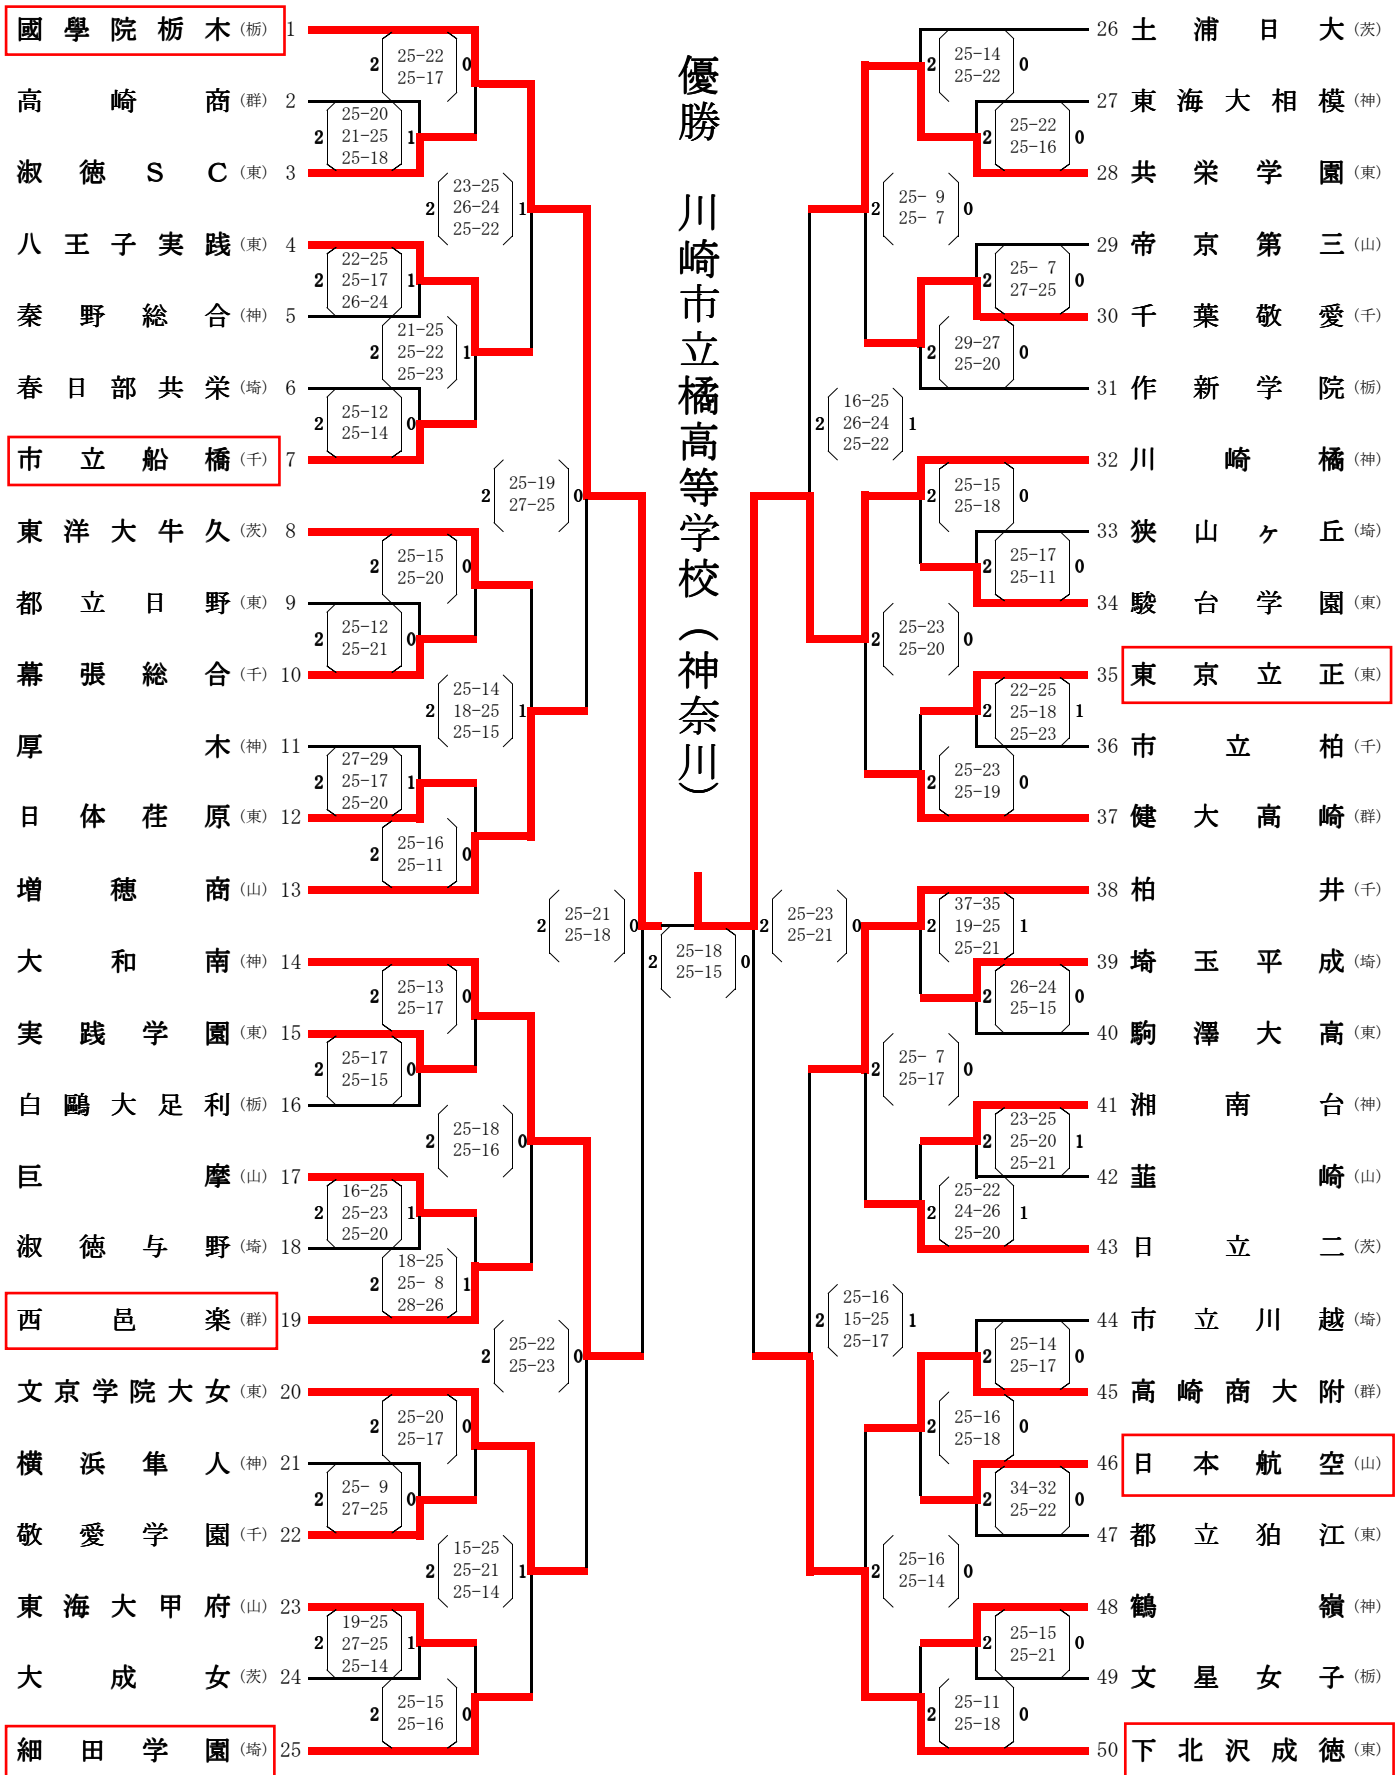 優勝　川崎市立橘高等学校（神奈川）
國學院栃木 (栃) 1
高崎商 (群) 2
淑徳ＳＣ (東) 3
八王子実践 (東) 4
秦野総合 (神) 5
春日部共栄 (埼) 6
市立船橋 (千) 7
東洋大牛久 (茨) 8
都立日野 (東) 9
幕張総合 (千) 10
厚木 (神) 11
日体荏原 (東) 12
増穂商 (山) 13
大和南 (神) 14
実践学園 (東) 15
白鷗大足利 (栃) 16
巨摩 (山) 17
淑徳与野 (埼) 18
西邑楽 (群) 19
文京学院大女 (東) 20
横浜隼人 (神) 21
敬愛学園 (千) 22
東海大甲府 (山) 23
大成女 (茨) 24
細田学園 (埼) 25
2 25-22 0
25-17
2 25-20 1
21-25
25-18
2 23-25 1
26-24
25-22
2 22-25 1
25-17
26-24
2 21-25 1
25-22
25-23
2 25-12 0
25-14
2 25-19 0
27-25
2 25-15 0
25-20
2 25-12 0
25-21
2 25-14 1
18-25
25-15
2 27-29 1
25-17
25-20
2 25-16 0
25-11
2 25-21 0
25-18
2 25-13 0
25-17
2 25-17 0
25-15
2 25-18 0
25-16
2 16-25 1
25-23
25-20
2 18-25 1
25- 8
28-26
2 25-22 0
25-23
2 25-20 0
25-17
2 25- 9 0
27-25
2 15-25 1
25-21
25-14
2 19-25 1
27-25
25-14
2 25-15 0
25-16
2 25-18 0
25-15
26 土浦日大 (茨)
27 東海大相模 (神)
28 共栄学園 (東)
29 帝京第三 (山)
30 千葉敬愛 (千)
31 作新学院 (栃)
32 川崎橘 (神)
33 狭山ヶ丘 (埼)
34 駿台学園 (東)
35 東京立正 (東)
36 市立柏 (千)
37 健大高崎 (群)
38 柏井 (千)
39 埼玉平成 (埼)
40 駒澤大高 (東)
41 湘南台 (神)
42 韮崎 (山)
43 日立二 (茨)
44 市立川越 (埼)
45 高崎商大附 (群)
46 日本航空 (山)
47 都立狛江 (東)
48 鶴嶺 (神)
49 文星女子 (栃)
50 下北沢成徳 (東)
2 25-14 0
25-22
2 25-22 0
25-16
2 25- 9 0
25- 7
2 25- 7 0
27-25
2 29-27 0
25-20
2 16-25 1
26-24
25-22
2 25-15 0
25-18
2 25-17 0
25-11
2 25-23 0
25-20
2 22-25 1
25-18
25-23
2 25-23 0
25-19
2 25-23 0
25-21
2 37-35 1
19-25
25-21
2 26-24 0
25-15
2 25- 7 0
25-17
2 23-25 1
25-20
25-21
2 25-22 1
24-26
25-20
2 25-16 1
15-25
25-17
2 25-14 0
25-17
2 25-16 0
25-18
2 34-32 0
25-22
2 25-16 0
25-14
2 25-15 0
25-21
2 25-11 0
25-18